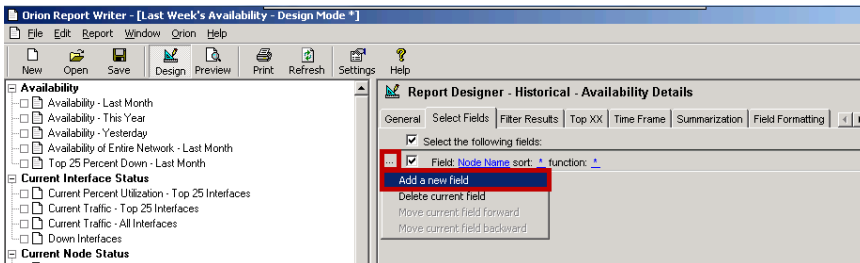 Orion Report Writer - [Last Week's Availability - Design Mode *]
File Edit Report Window Orion Help
New Open Save Design Preview Print Refresh Settings Help
Availability
Availability - Last Month
Availability - This Year
Availability - Yesterday
Availability of Entire Network - Last Month
Top 25 Percent Down - Last Month
Current Interface Status
Current Percent Utilization - Top 25 Interfaces
Current Traffic - Top 25 Interfaces
Current Traffic - All Interfaces
Down Interfaces
Current Node Status
Report Designer - Historical - Availability Details
General Select Fields Filter Results Top XX Time Frame Summarization Field Formatting
Select the following fields:
... Field: Node Name sort: * function: *
Add a new field
Delete current field
Move current field forward
Move current field backward